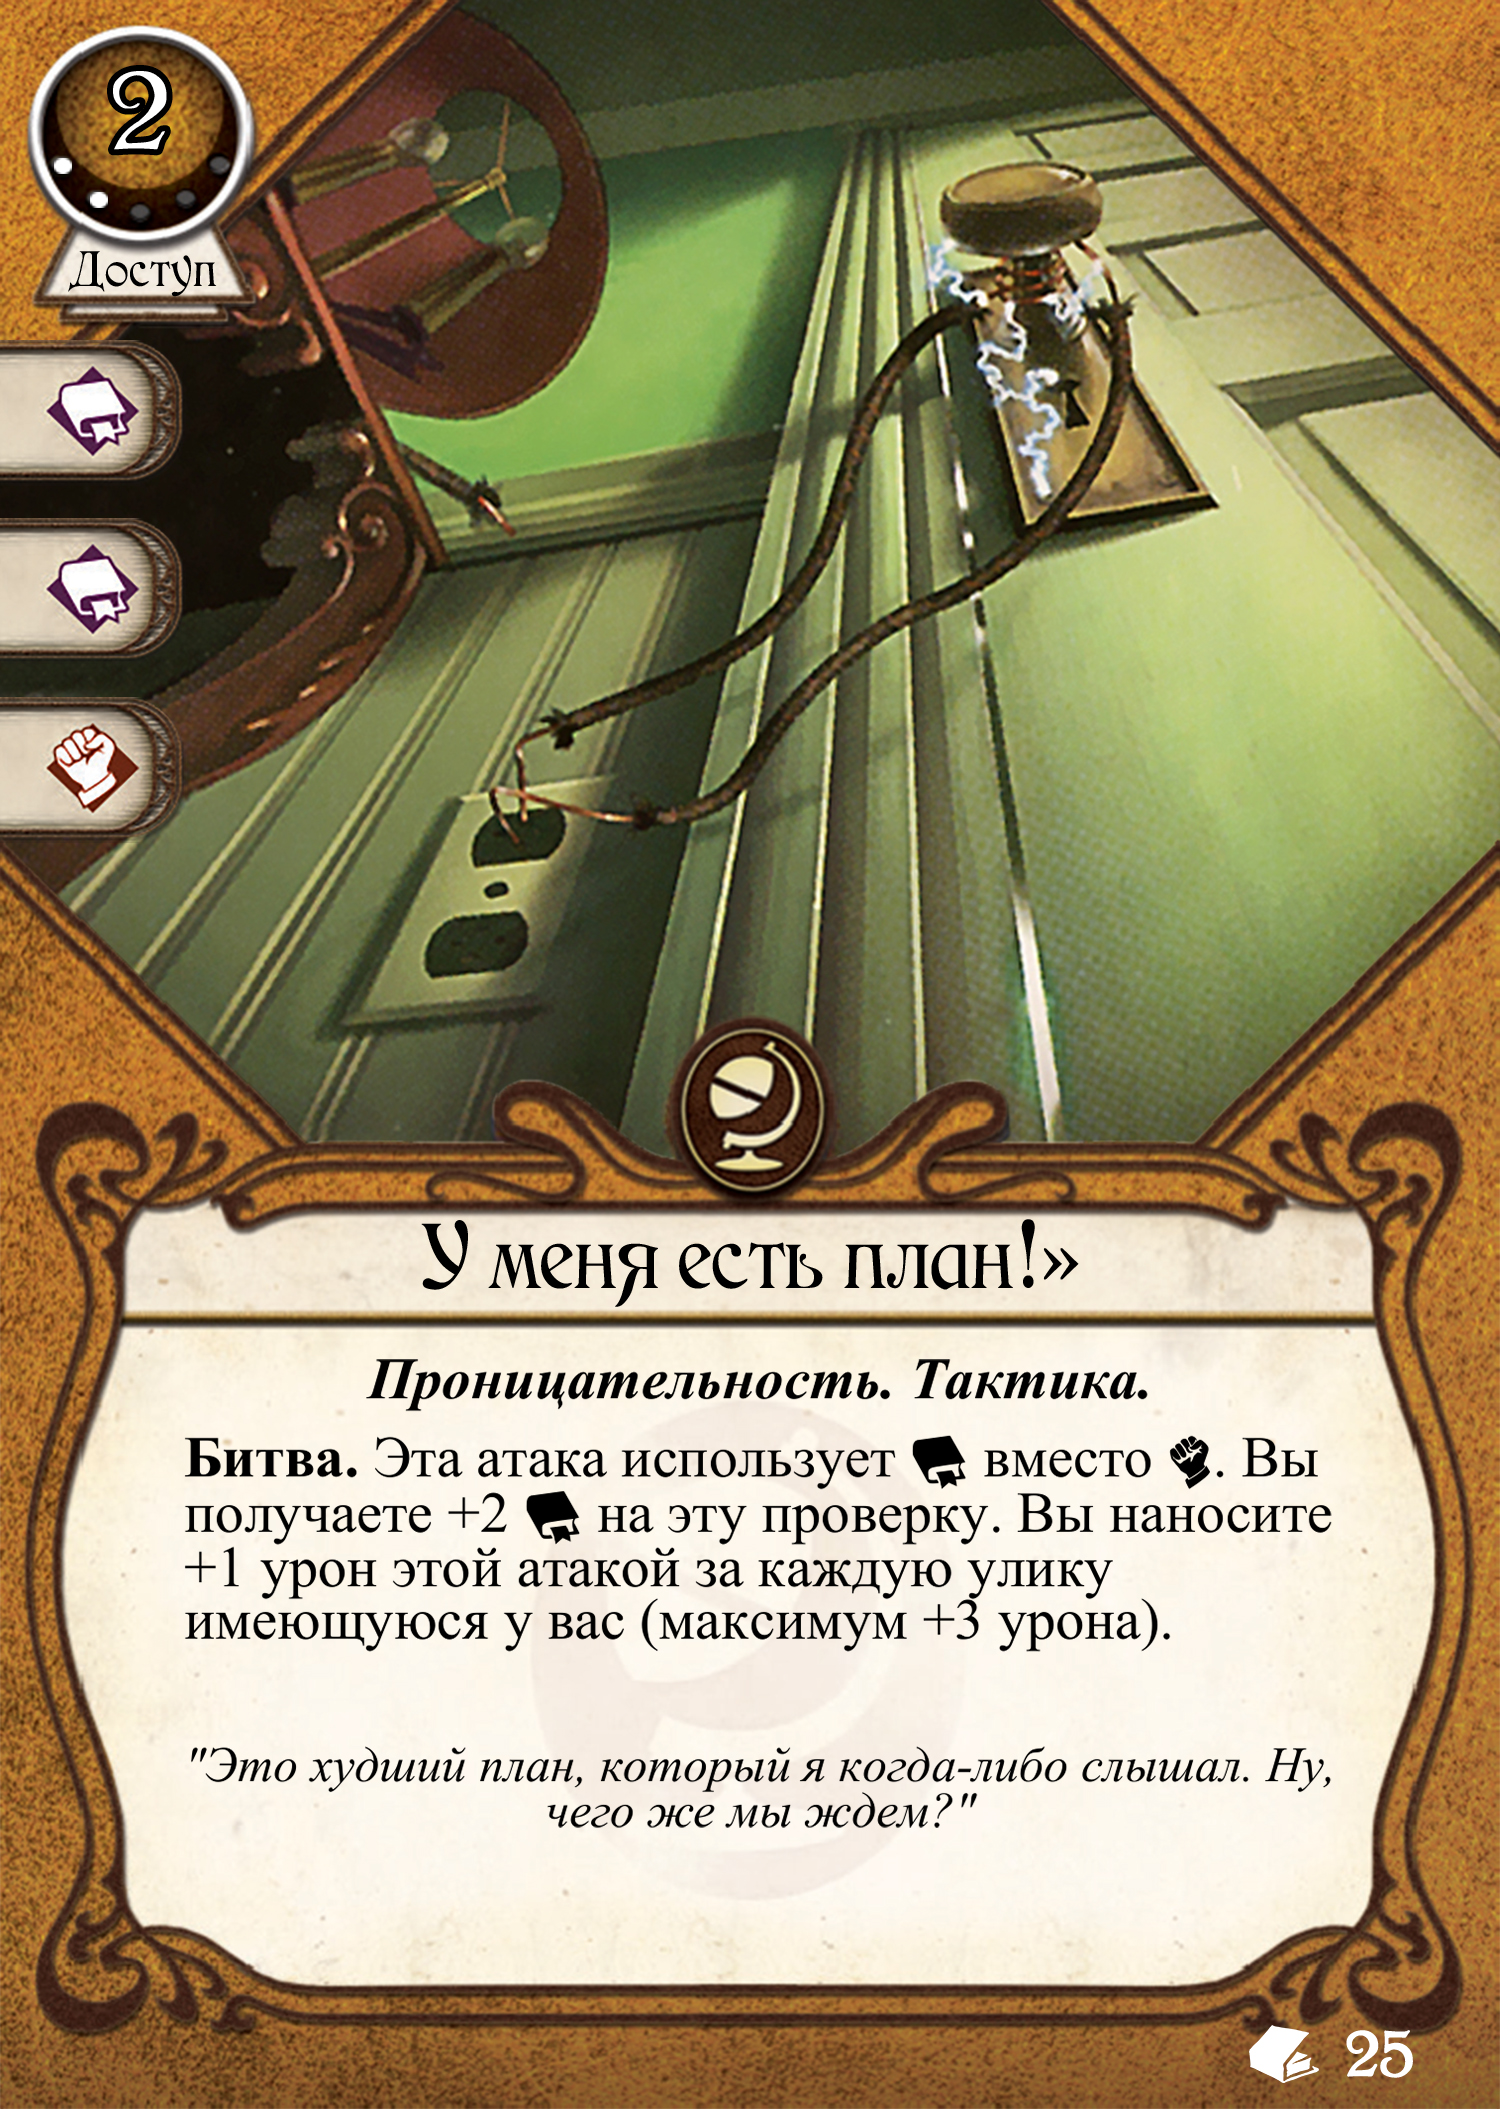 2
Доступ
У меня есть план!»
Проницательность. Тактика.
Битва. Эта атака использует вместо . Вы
получаете +2 на эту проверку. Вы наносите
+1 урон этой атакой за каждую улику
имеющуюся у вас (максимум +3 урона).
"Это худший план, который я когда-либо слышал. Ну,
чего же мы ждем?"
25